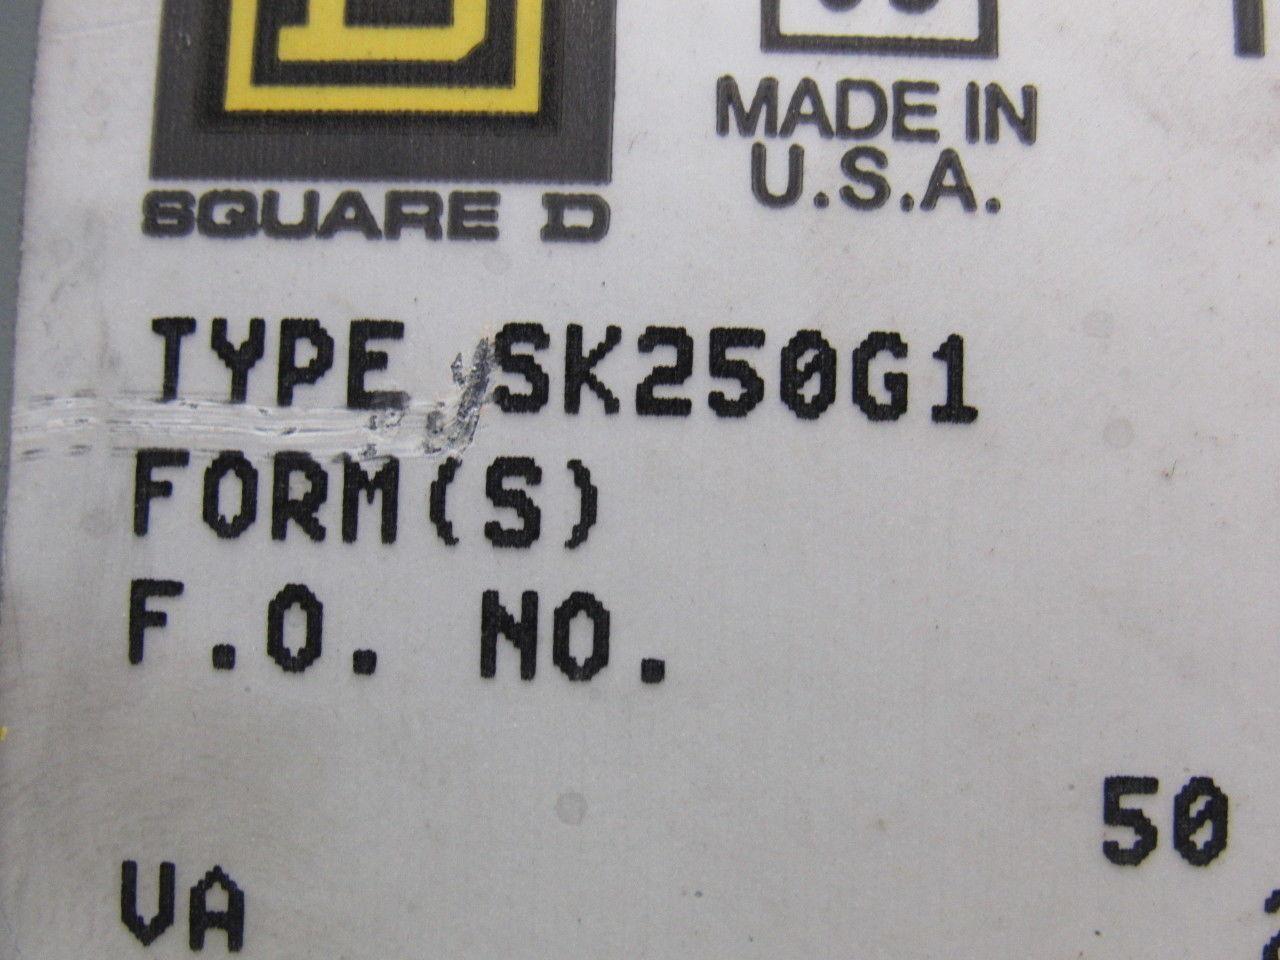 D
MADE IN
U.S.A.
SQUARE D
TYPE SK250G1
FORM(S)
F.O. NO.
50
VA